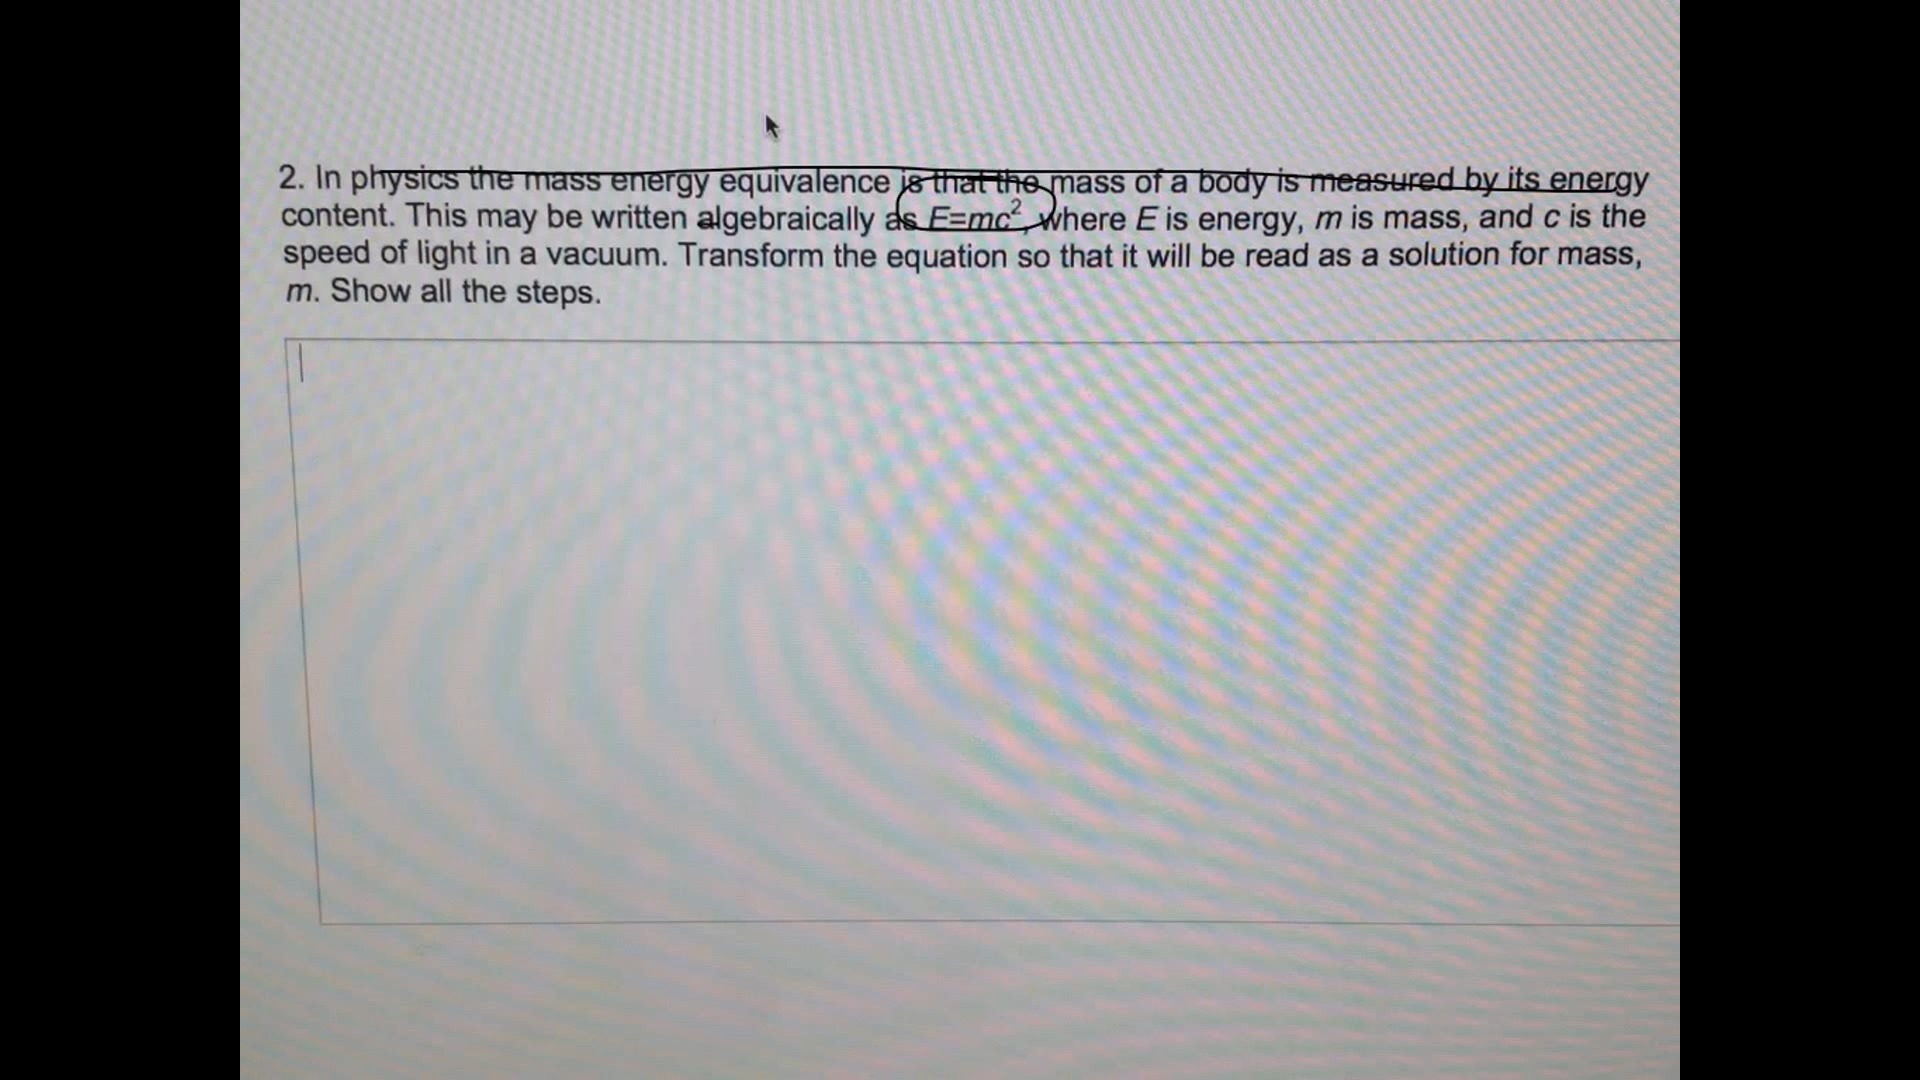 2. In physics the mass energy equivalence is that the mass of a body is measured by its energy
content. This may be written algebraically as E=mc², where E is energy, m is mass, and c is the
speed of light in a vacuum. Transform the equation so that it will be read as a solution for mass,
m. Show all the steps.